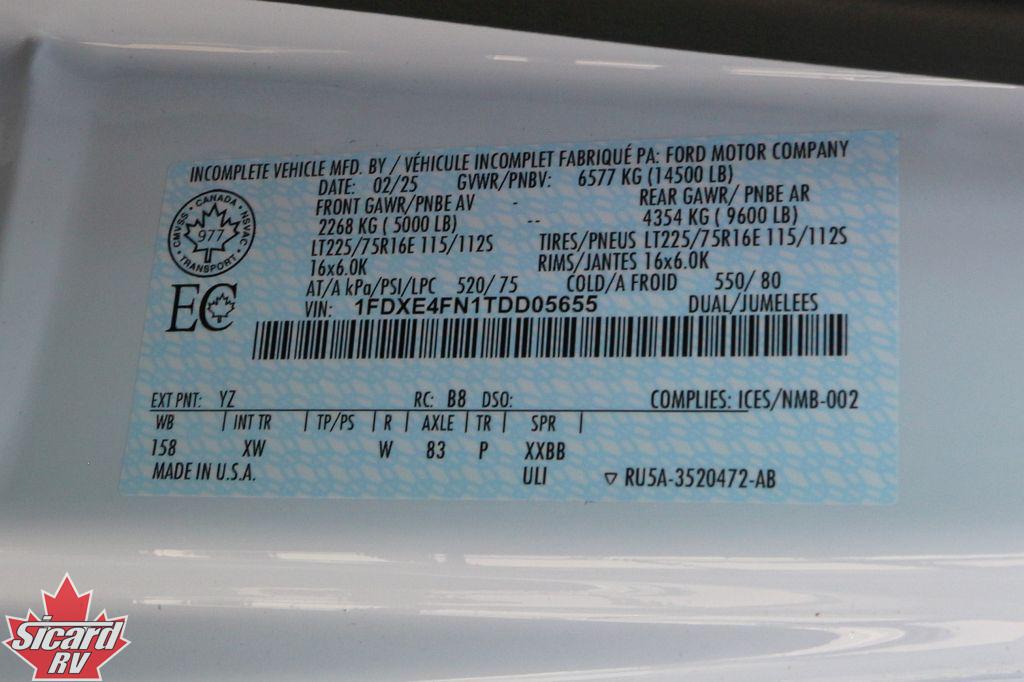 INCOMPLETE VEHICLE MFD. BY / VÉHICULE INCOMPLET FABRIQUÉ PA: FORD MOTOR COMPANY
DATE: 02/25 GVWR/PNBV: 6577 KG (14500 LB)
FRONT GAWR/PNBE AV - REAR GAWR/ PNBE AR
2268 KG ( 5000 LB) -- 4354 KG ( 9600 LB)
LT225/75R16E 115/112S TIRES/PNEUS LT225/75R16E 115/112S
16x6.0K RIMS/JANTES 16x6.0K
AT/A kPa/PSI/LPC 520/ 75 COLD/A FROID 550/ 80
VIN: 1FDXE4FN1TDD05655 DUAL/JUMELEES
CMVSS · CANADA · NSVAC · TRANSPORT ·
977
EC
EXT PNT: YZ RC: B8 DSO: COMPLIES: ICES/NMB-002
WB | INT TR | TP/PS | R | AXLE | TR | SPR |
158 XW W 83 P XXBB
MADE IN U.S.A. ULI ▽ RU5A-3520472-AB
Sicard
RV